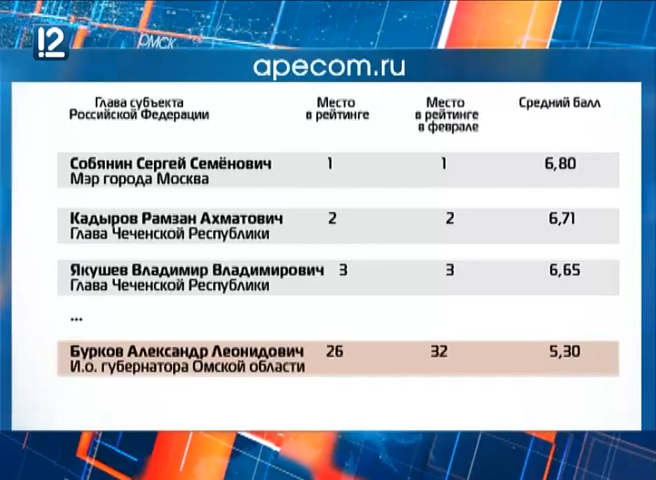 12
ОМСК
apecom.ru
Глава субъекта Российской Федерации
Место в рейтинге
Место в рейтинге в феврале
Средний балл
Собянин Сергей Семёнович 1 1 6,80
Мэр города Москва
Кадыров Рамзан Ахматович 2 2 6,71
Глава Чеченской Республики
Якушев Владимир Владимирович 3 3 6,65
Глава Чеченской Республики
...
Бурков Александр Леонидович 26 32 5,30
И.о. губернатора Омской области